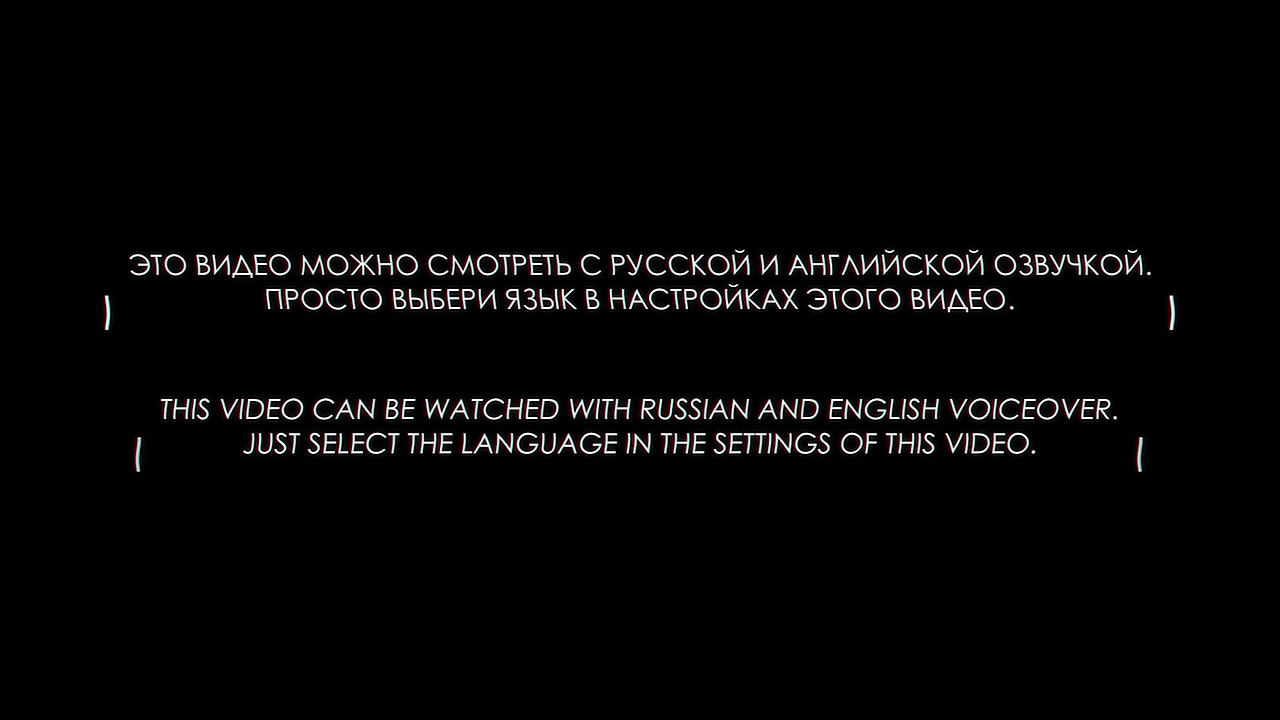 ЭТО ВИДЕО МОЖНО СМОТРЕТЬ С РУССКОЙ И АНГЛИЙСКОЙ ОЗВУЧКОЙ.
ПРОСТО ВЫБЕРИ ЯЗЫК В НАСТРОЙКАХ ЭТОГО ВИДЕО.
THIS VIDEO CAN BE WATCHED WITH RUSSIAN AND ENGLISH VOICEOVER.
JUST SELECT THE LANGUAGE IN THE SETTINGS OF THIS VIDEO.